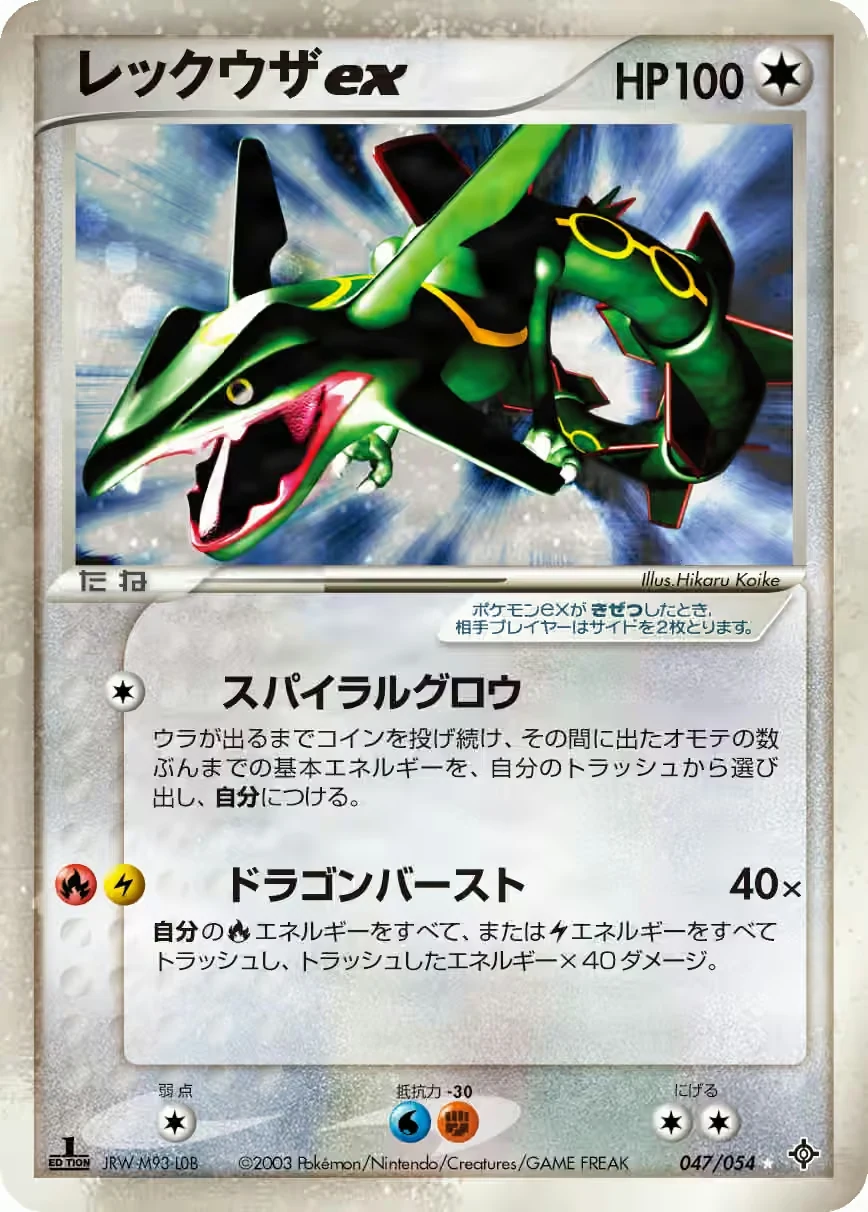 レックウザex HP100
たね
Illus.Hikaru Koike
ポケモンexが きぜつしたとき、
相手プレイヤーはサイドを2枚とります。
スパイラルグロウ
ウラが出るまでコインを投げ続け、その間に出たオモテの数
ぶんまでの基本エネルギーを、自分のトラッシュから選び
出し、自分につける。
ドラゴンバースト 40×
自分のエネルギーをすべて、またはエネルギーをすべて
トラッシュし、トラッシュしたエネルギー×40ダメージ。
弱点 抵抗力 -30 にげる
1 EDITION JRW-M93-L0B ©2003 Pokémon/Nintendo/Creatures/GAME FREAK 047/054 ★